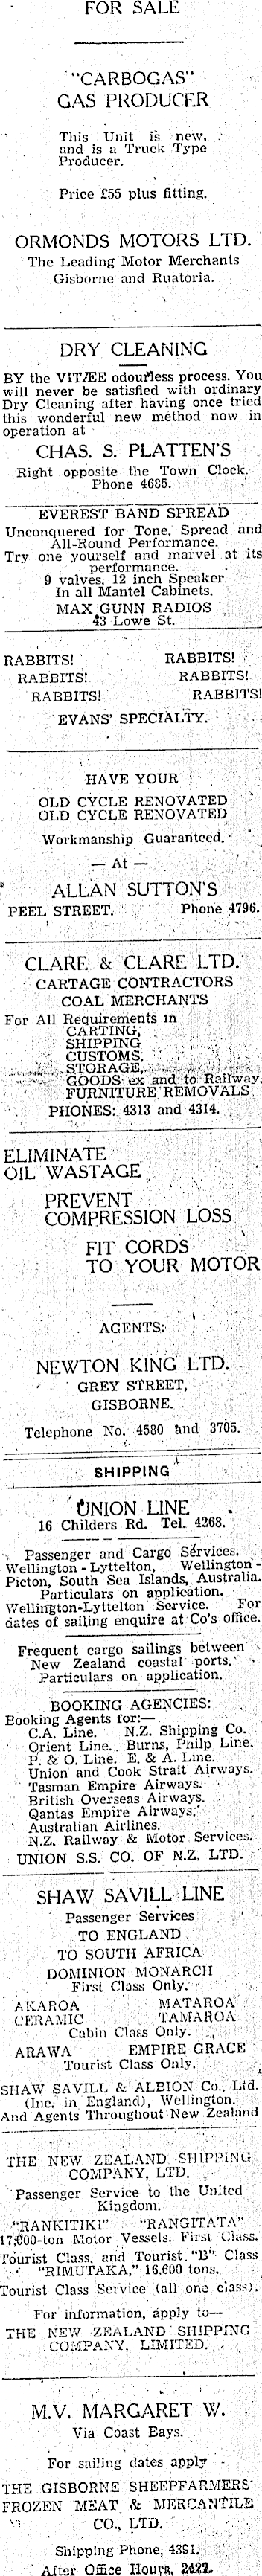 FOR SALE
"CARBOGAS"
GAS PRODUCER
This Unit is new,
and is a Truck Type
Producer.
Price £55 plus fitting.
ORMONDS MOTORS LTD.
The Leading Motor Merchants
Gisborne and Ruatoria.
DRY CLEANING
BY the VITÆE odourless process. You
will never be satisfied with ordinary
Dry Cleaning after having once tried
this wonderful new method now in
operation at
CHAS. S. PLATTEN'S
Right opposite the Town Clock.
Phone 4685.
EVEREST BAND SPREAD
Unconquered for Tone, Spread and
All-Round Performance.
Try one yourself and marvel at its
performance.
9 valves, 12 inch Speaker
In all Mantel Cabinets.
MAX GUNN RADIOS
43 Lowe St.
RABBITS! RABBITS!
RABBITS! RABBITS!
RABBITS! RABBITS!
EVANS' SPECIALTY.
HAVE YOUR
OLD CYCLE RENOVATED
OLD CYCLE RENOVATED
Workmanship Guaranteed.
— At —
ALLAN SUTTON'S
PEEL STREET. Phone 4796.
CLARE & CLARE LTD.
CARTAGE CONTRACTORS
COAL MERCHANTS
For All Requirements in
CARTING,
SHIPPING
CUSTOMS,
STORAGE,
GOODS ex and to Railway.
FURNITURE REMOVALS
PHONES: 4313 and 4314.
ELIMINATE
OIL WASTAGE
PREVENT
COMPRESSION LOSS
FIT CORDS
TO YOUR MOTOR
AGENTS:
NEWTON KING LTD.
GREY STREET,
GISBORNE.
Telephone No. 4580 and 3705.
SHIPPING
UNION LINE
16 Childers Rd. Tel. 4268.
Passenger and Cargo Services.
Wellington - Lyttelton, Wellington -
Picton, South Sea Islands, Australia.
Particulars on application.
Wellington-Lyttelton Service. For
dates of sailing enquire at Co's office.
Frequent cargo sailings between
New Zealand coastal ports.
Particulars on application.
BOOKING AGENCIES:
Booking Agents for:—
C.A. Line. N.Z. Shipping Co.
Orient Line. Burns, Philp Line.
P. & O. Line. E. & A. Line.
Union and Cook Strait Airways.
Tasman Empire Airways.
British Overseas Airways.
Qantas Empire Airways.
Australian Airlines.
N.Z. Railway & Motor Services.
UNION S.S. CO. OF N.Z. LTD.
SHAW SAVILL LINE
Passenger Services
TO ENGLAND
TO SOUTH AFRICA
DOMINION MONARCH
First Class Only.
AKAROA MATAROA
CERAMIC TAMAROA
Cabin Class Only.
ARAWA EMPIRE GRACE
Tourist Class Only.
SHAW SAVILL & ALBION Co., Ltd.
(Inc. in England), Wellington.
And Agents Throughout New Zealand
THE NEW ZEALAND SHIPPING
COMPANY, LTD.
Passenger Service to the United
Kingdom.
"RANKITIKI" "RANGITATA"
17,000-ton Motor Vessels. First Class.
Tourist Class, and Tourist "B" Class
"RIMUTAKA," 16,600 tons.
Tourist Class Service (all one class).
For information, apply to—
THE NEW ZEALAND SHIPPING
COMPANY, LIMITED.
M.V. MARGARET W.
Via Coast Bays.
For sailing dates apply
THE GISBORNE SHEEPFARMERS'
FROZEN MEAT & MERCANTILE
CO., LTD.
Shipping Phone, 4381.
After Office Hours, 2422.